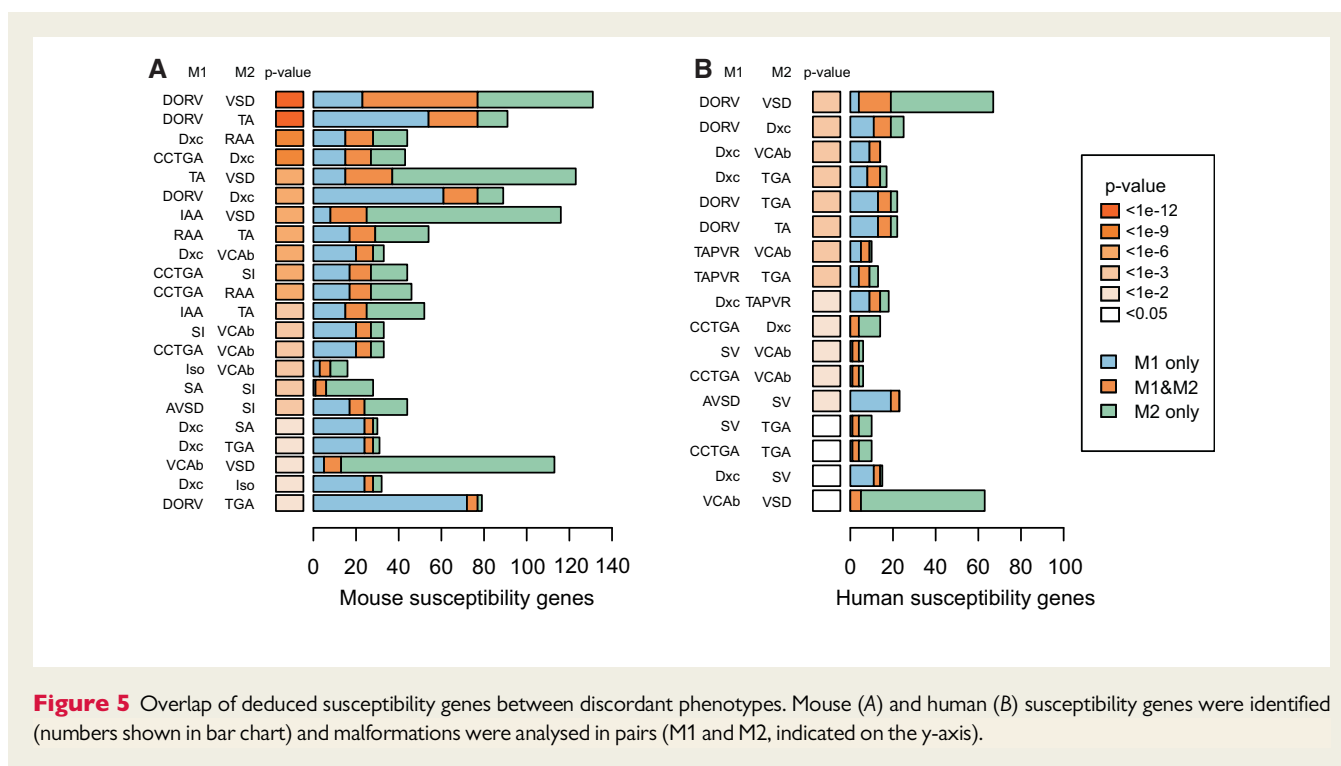 A M1 M2 p-value
DORV VSD
DORV TA
Dxc RAA
CCTGA Dxc
TA VSD
DORV Dxc
IAA VSD
RAA TA
Dxc VCAb
CCTGA SI
CCTGA RAA
IAA TA
SI VCAb
CCTGA VCAb
Iso VCAb
SA SI
AVSD SI
Dxc SA
Dxc TGA
VCAb VSD
Dxc Iso
DORV TGA
0 20 40 60 80 100 120 140
Mouse susceptibility genes
B M1 M2 p-value
DORV VSD
DORV Dxc
Dxc VCAb
Dxc TGA
DORV TGA
DORV TA
TAPVR VCAb
TAPVR TGA
Dxc TAPVR
CCTGA Dxc
SV VCAb
CCTGA VCAb
AVSD SV
SV TGA
CCTGA TGA
Dxc SV
VCAb VSD
0 20 40 60 80 100
Human susceptibility genes
p-value
<1e-12
<1e-9
<1e-6
<1e-3
<1e-2
<0.05
M1 only
M1&M2
M2 only
Figure 5 Overlap of deduced susceptibility genes between discordant phenotypes. Mouse (A) and human (B) susceptibility genes were identified
(numbers shown in bar chart) and malformations were analysed in pairs (M1 and M2, indicated on the y-axis).